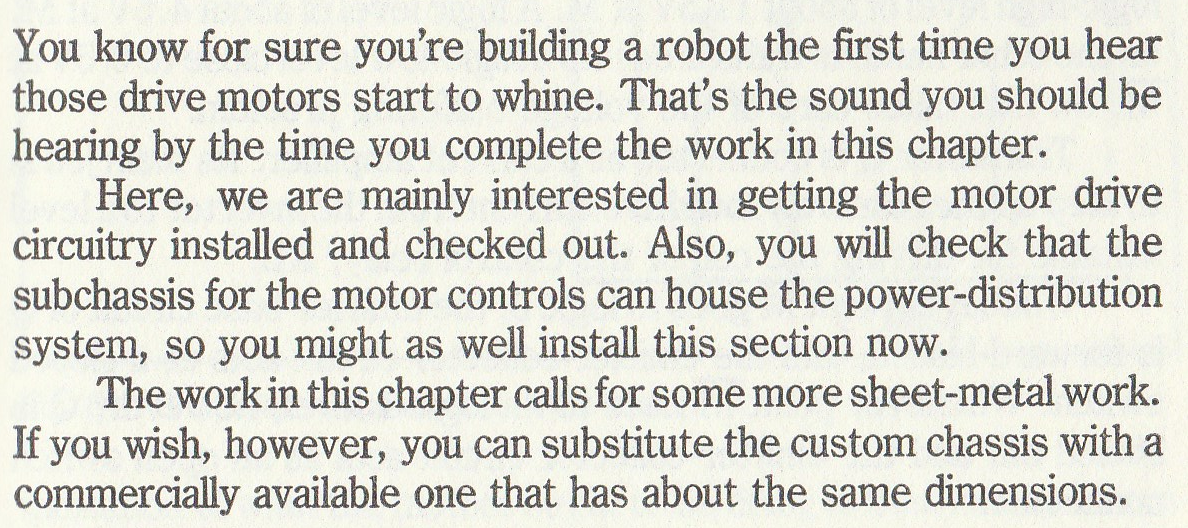 You know for sure you're building a robot the first time you hear
those drive motors start to whine. That's the sound you should be
hearing by the time you complete the work in this chapter.
Here, we are mainly interested in getting the motor drive
circuitry installed and checked out. Also, you will check that the
subchassis for the motor controls can house the power-distribution
system, so you might as well install this section now.
The work in this chapter calls for some more sheet-metal work.
If you wish, however, you can substitute the custom chassis with a
commercially available one that has about the same dimensions.